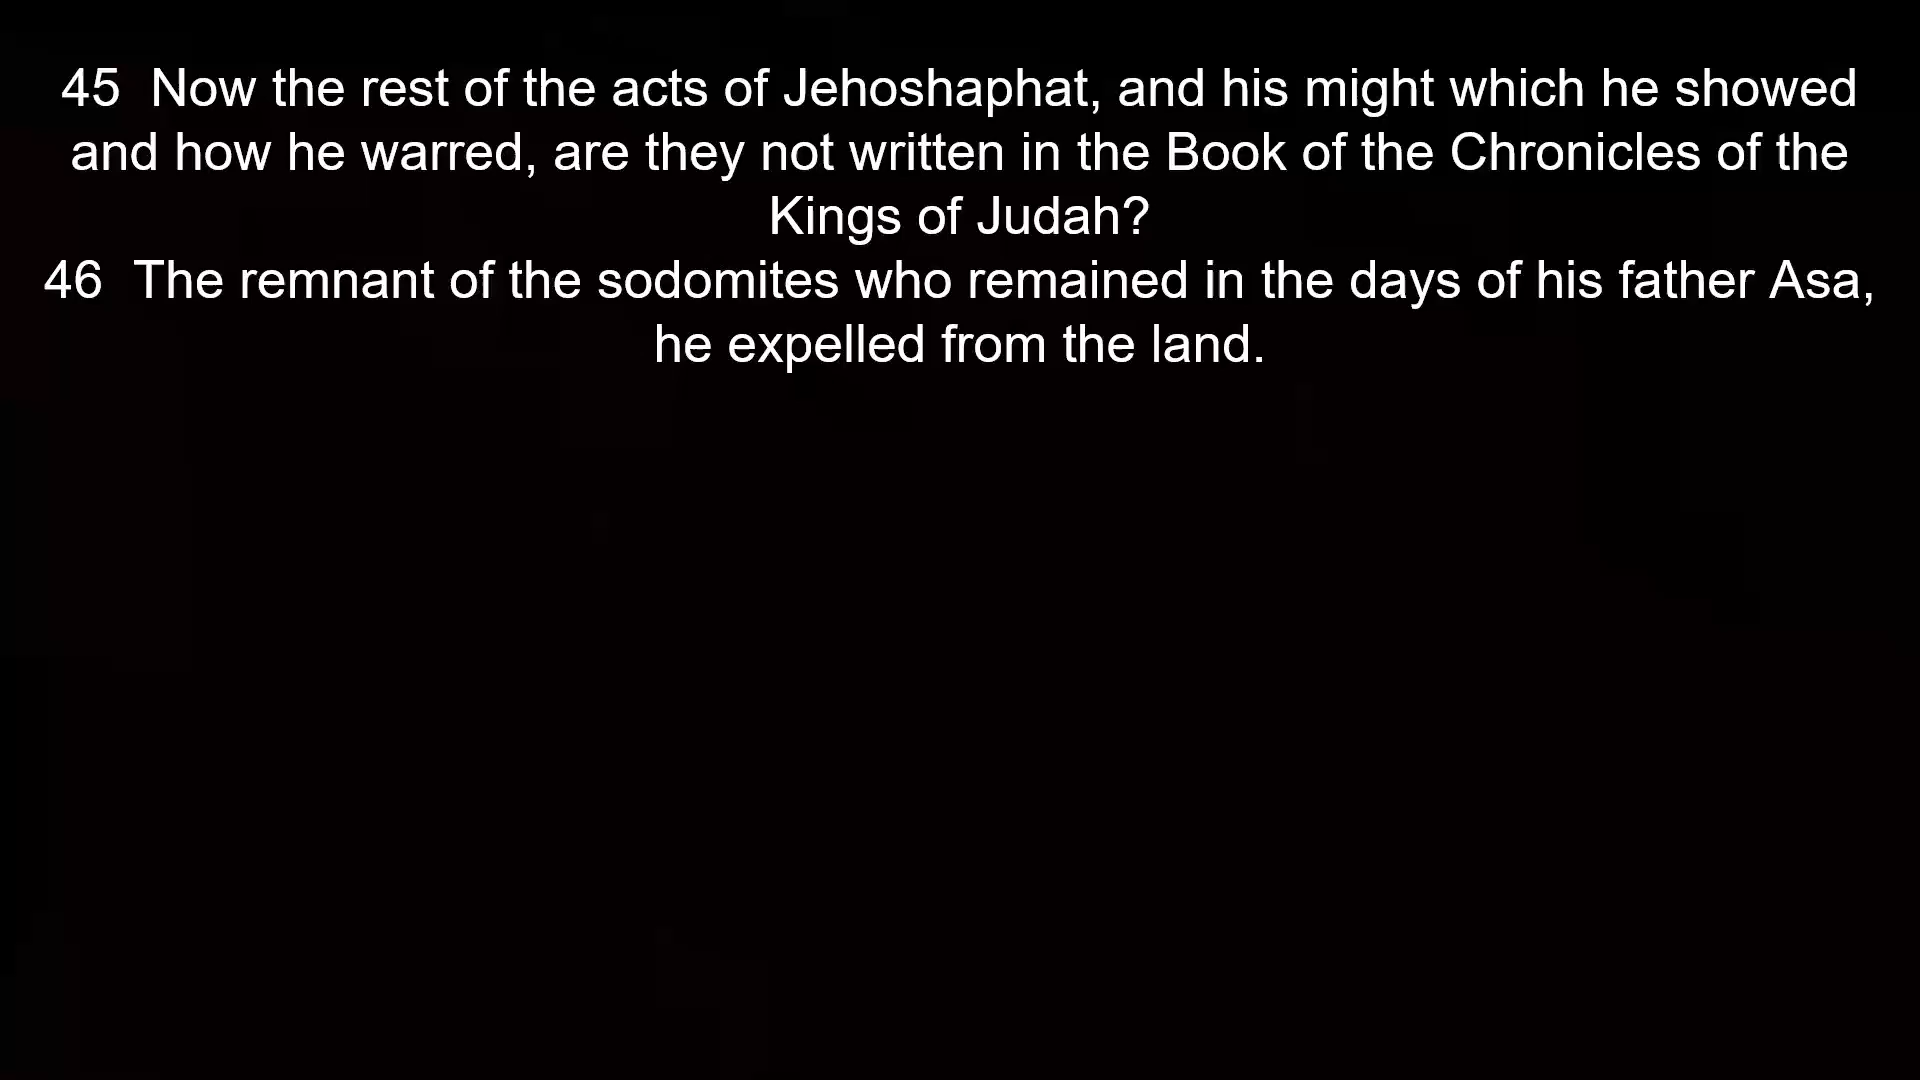 45  Now the rest of the acts of Jehoshaphat, and his might which he showed
and how he warred, are they not written in the Book of the Chronicles of the
Kings of Judah?
46  The remnant of the sodomites who remained in the days of his father Asa,
he expelled from the land.